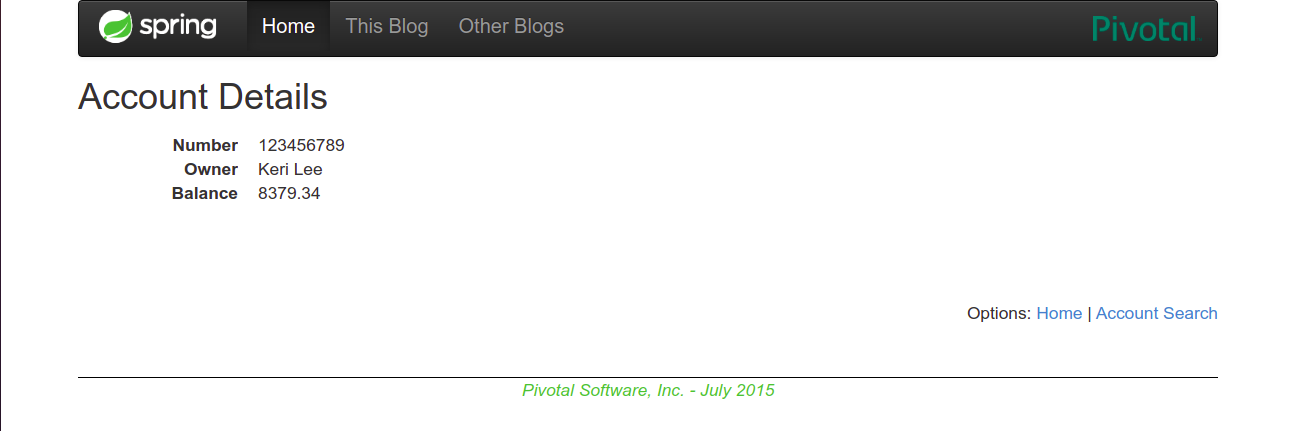 spring Home This Blog Other Blogs Pivotal
Account Details
Number 123456789
Owner Keri Lee
Balance 8379.34
Options: Home | Account Search
Pivotal Software, Inc. - July 2015